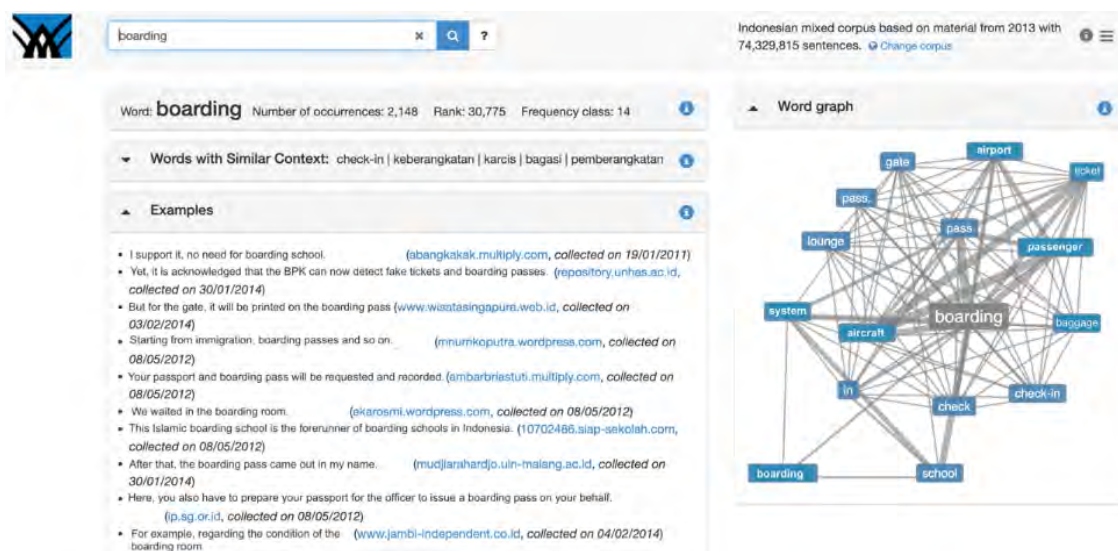 boarding
?
Indonesian mixed corpus based on material from 2013 with
74,329,815 sentences. Change corpus
Word: boarding Number of occurrences: 2,148 Rank: 30,775 Frequency class: 14
Words with Similar Context: check-in | keberangkatan | karcis | bagasi | pemberangkatan
Examples
I support it, no need for boarding school. (abangkakak.multiply.com, collected on 19/01/2011)
Yet, it is acknowledged that the BPK can now detect fake tickets and boarding passes. (repository.unhas.ac.id,
collected on 30/01/2014)
But for the gate, it will be printed on the boarding pass (www.wisatasingapura.web.id, collected on
03/02/2014)
Starting from immigration, boarding passes and so on. (mnumkoputra.wordpress.com, collected on
08/05/2012)
Your passport and boarding pass will be requested and recorded. (ambarbriastuti.multiply.com, collected on
08/05/2012)
We waited in the boarding room. (ekarosmi.wordpress.com, collected on 08/05/2012)
This Islamic boarding school is the forerunner of boarding schools in Indonesia. (10702486.siap-sekolah.com,
collected on 08/05/2012)
After that, the boarding pass came out in my name. (mudjiarahardjo.uin-malang.ac.id, collected on
30/01/2014)
Here, you also have to prepare your passport for the officer to issue a boarding pass on your behalf.
(ip.sg.or.id, collected on 08/05/2012)
For example, regarding the condition of the (www.jambi-independent.co.id, collected on 04/02/2014)
boarding room
Word graph
airport
gate
ticket
pass,
pass
lounge
passenger
system
boarding
baggage
aircraft
in
check-in
check
boarding
school